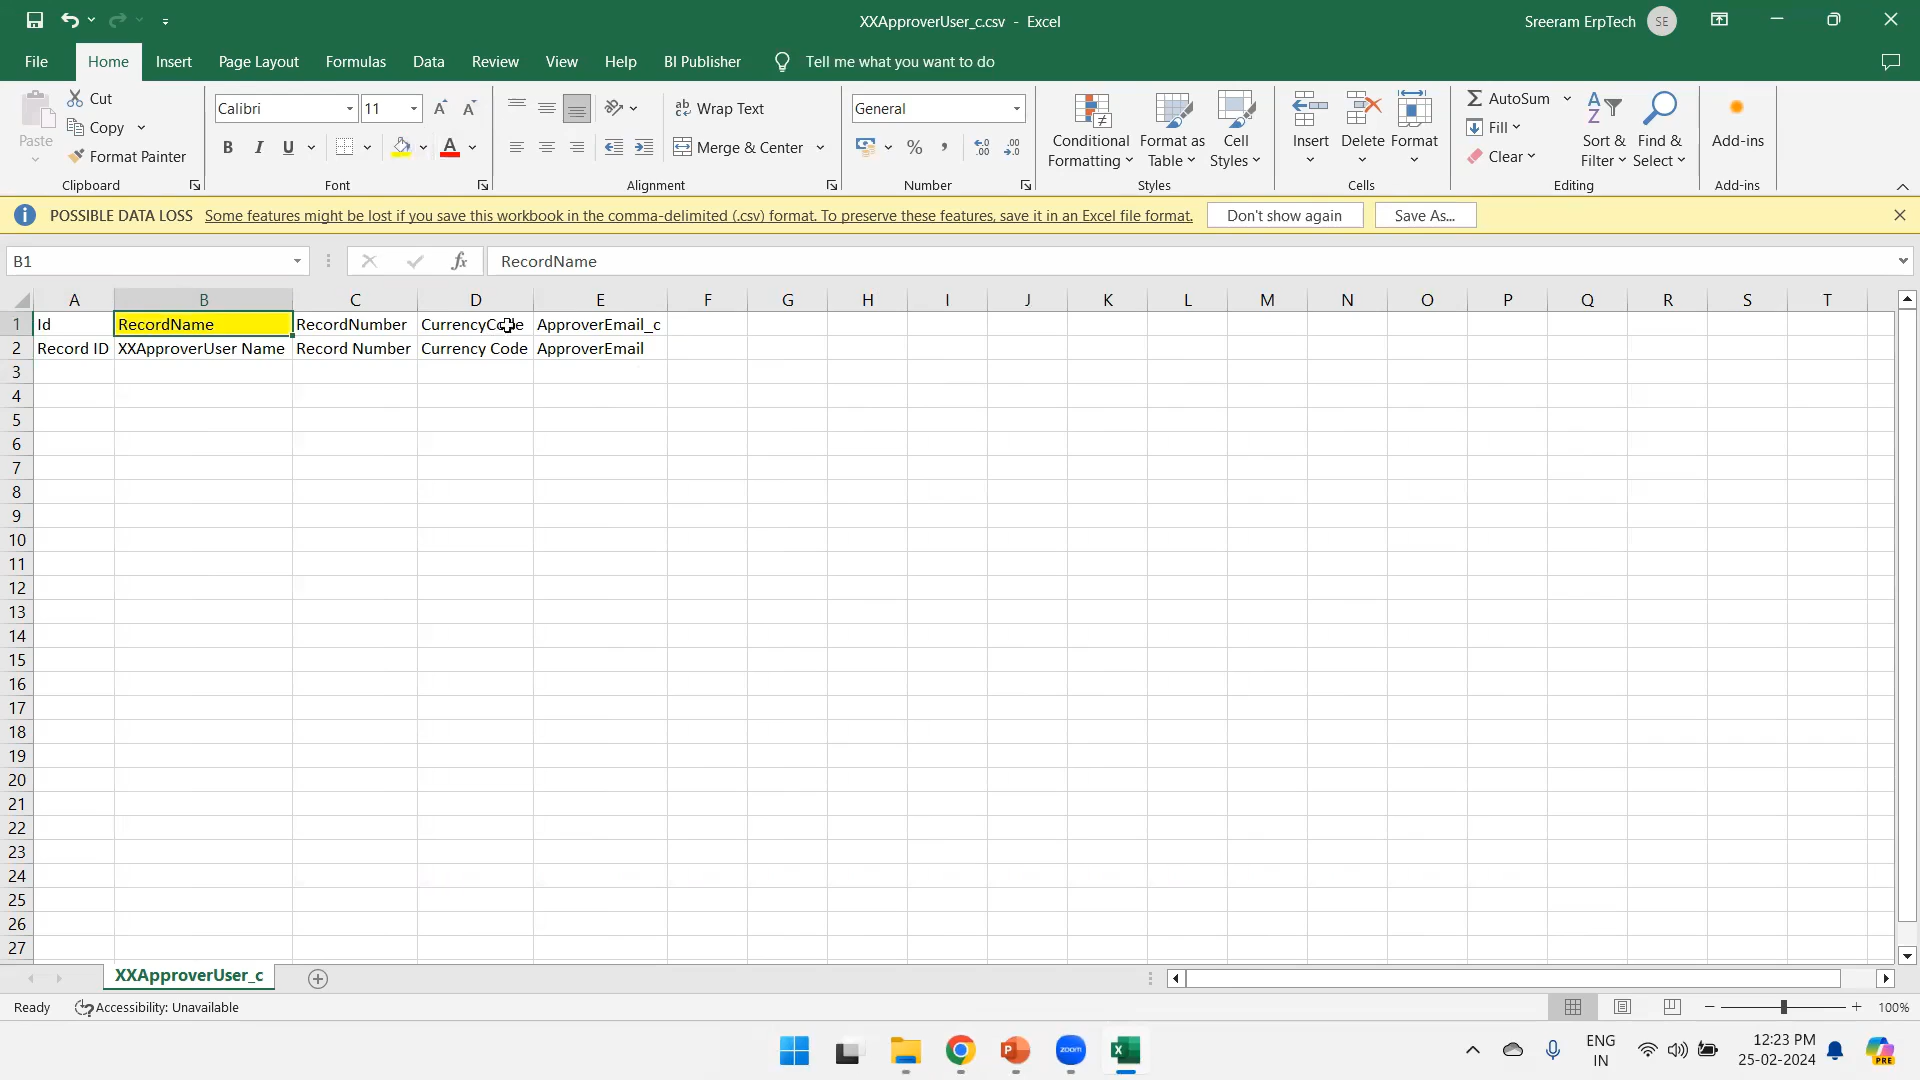 XXApproverUser_c.csv - Excel
Sreeram ErpTech SE
File Home Insert Page Layout Formulas Data Review View Help BI Publisher Tell me what you want to do
Paste
Cut
Copy
Format Painter
Clipboard
Calibri 11
B I U A
Font
ab Wrap Text
Merge & Center
Alignment
General
% ,
Number
Conditional Formatting
Format as Table
Cell Styles
Styles
Insert
Delete
Format
Cells
AutoSum
Fill
Clear
Sort & Filter
Find & Select
Editing
Add-ins
Add-ins
POSSIBLE DATA LOSS Some features might be lost if you save this workbook in the comma-delimited (.csv) format. To preserve these features, save it in an Excel file format. Don't show again Save As...
B1 fx RecordName
A B C D E F G H I J K L M N O P Q R S T
1 Id RecordName RecordNumber CurrencyCode ApproverEmail_c
2 Record ID XXApproverUser Name Record Number Currency Code ApproverEmail
3
4
5
6
7
8
9
10
11
12
13
14
15
16
17
18
19
20
21
22
23
24
25
26
27
XXApproverUser_c
Ready Accessibility: Unavailable 100%
zoom
ENG
IN
12:23 PM
25-02-2024
PRE